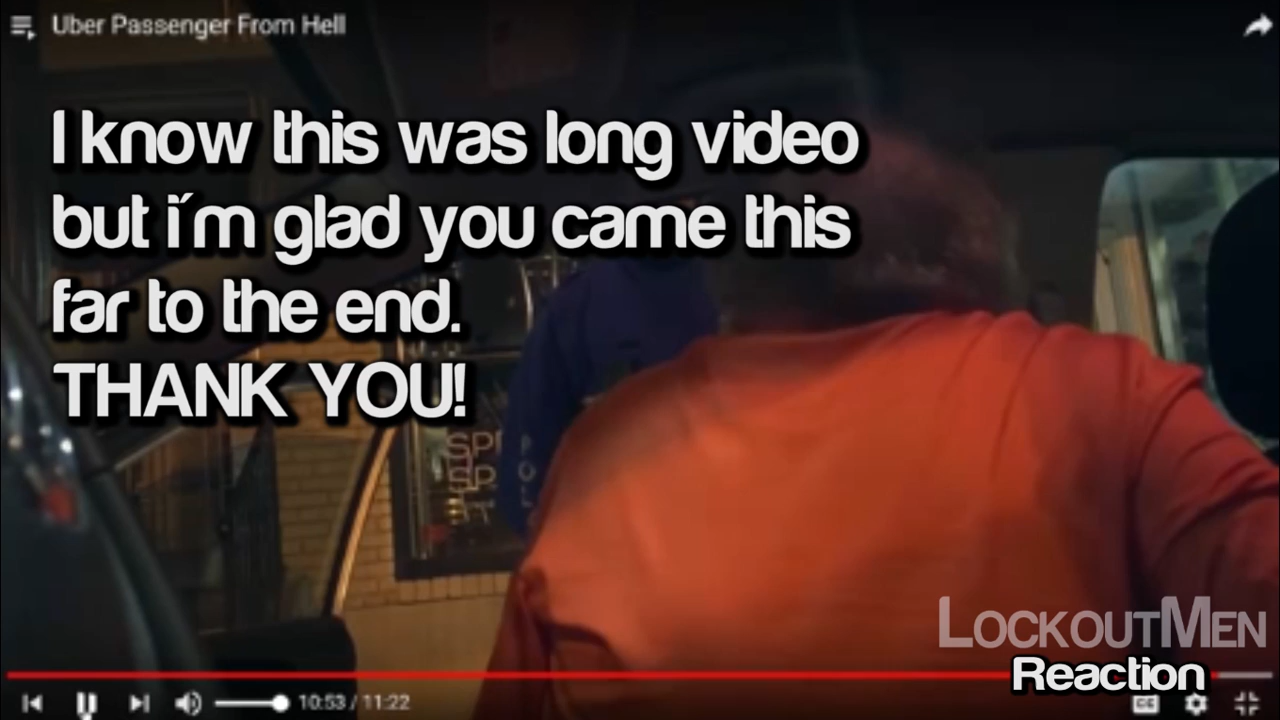 Uber Passenger From Hell
I know this was long video
but i´m glad you came this
far to the end.
THANK YOU!
LOCKOUTMEN
Reaction
10:53 / 11:22
CC